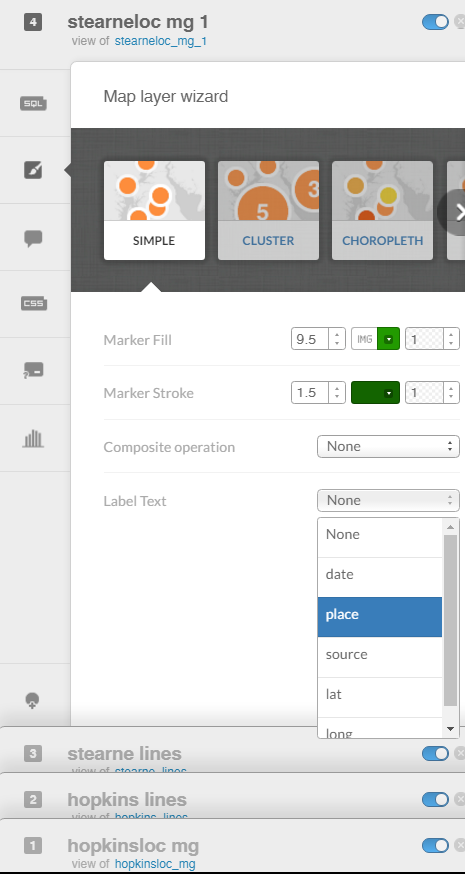 4 stearneloc mg 1
view of stearneloc_mg_1
SQL
Map layer wizard
5 3
SIMPLE CLUSTER CHOROPLETH
CSS
Marker Fill 9.5 IMG 1
Marker Stroke 1.5 1
Composite operation None
Label Text None
None
date
place
source
lat
long
3 stearne lines
view of stearne_lines
2 hopkins lines
view of hopkins_lines
1 hopkinsloc mg
view of hopkinsloc_mg